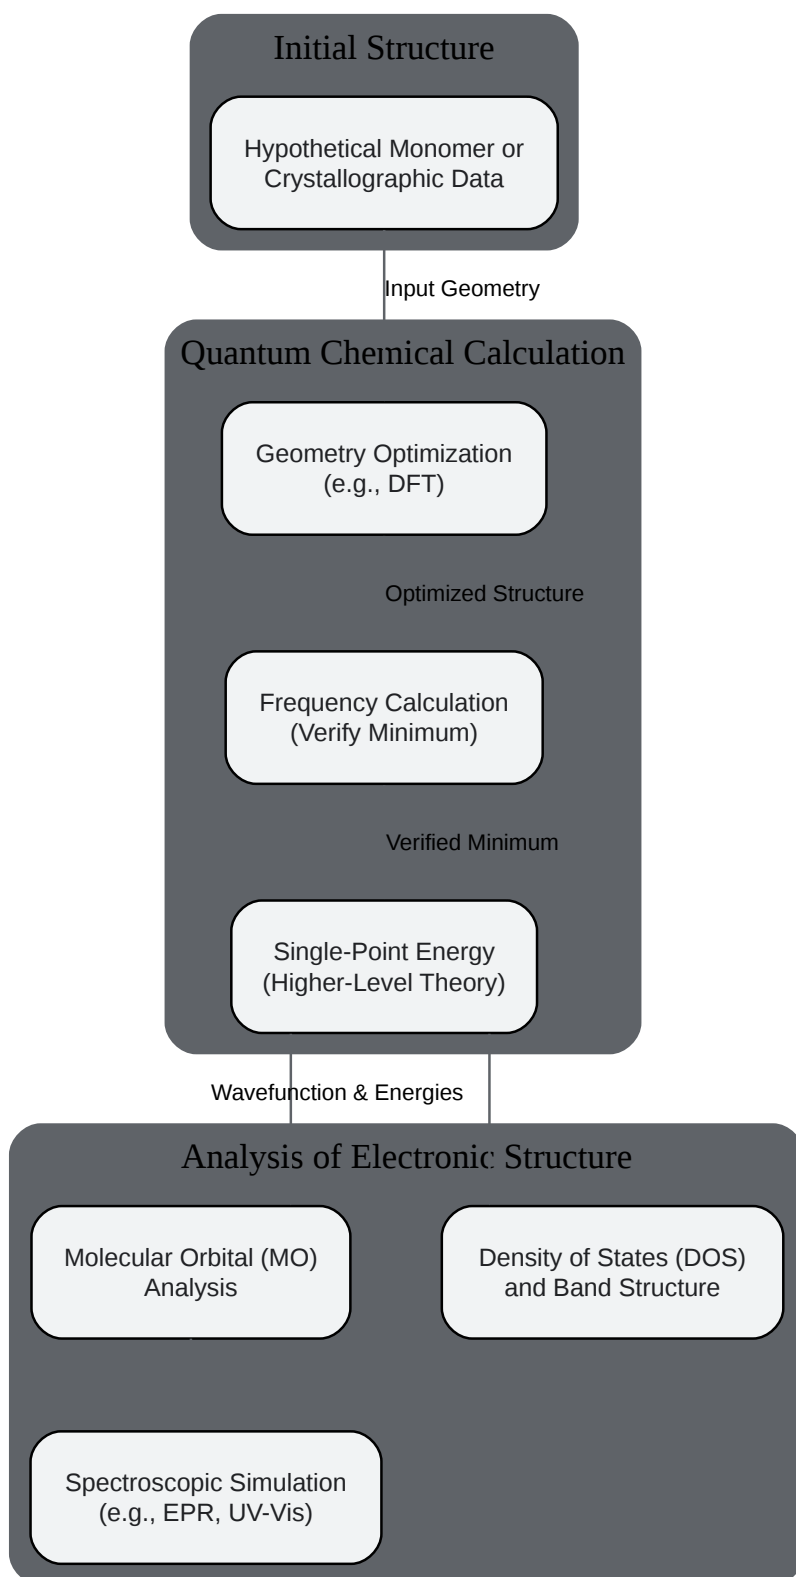 Initial Structure
Hypothetical Monomer or
Crystallographic Data
Input Geometry
Quantum Chemical Calculation
Geometry Optimization
(e.g., DFT)
Optimized Structure
Frequency Calculation
(Verify Minimum)
Verified Minimum
Single-Point Energy
(Higher-Level Theory)
Wavefunction & Energies
Analysis of Electronic Structure
Molecular Orbital (MO)
Analysis
Density of States (DOS)
and Band Structure
Spectroscopic Simulation
(e.g., EPR, UV-Vis)